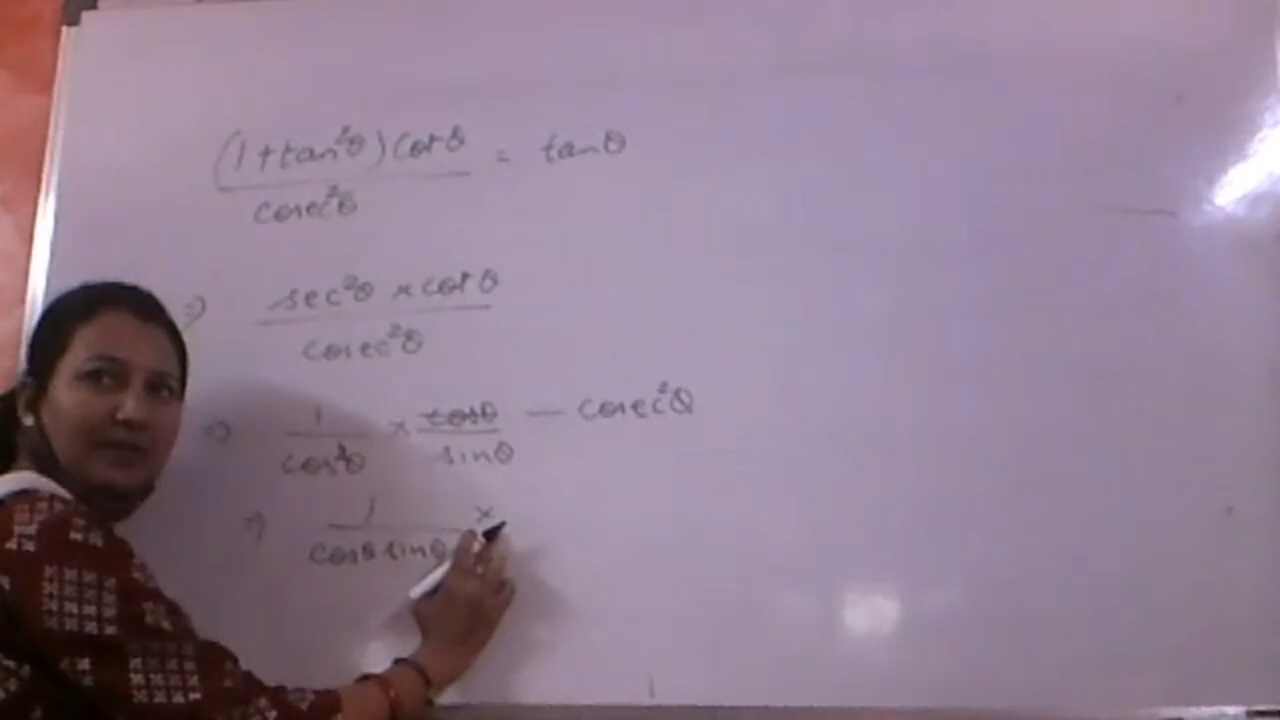 (1+tan²θ)cotθ = tanθ
cosec²θ
⇒ sec²θ × cotθ
cosec²θ
⇒ 1 × cosθ — cosec²θ
cos²θ sinθ
⇒ 1 ×
cosθ sinθ